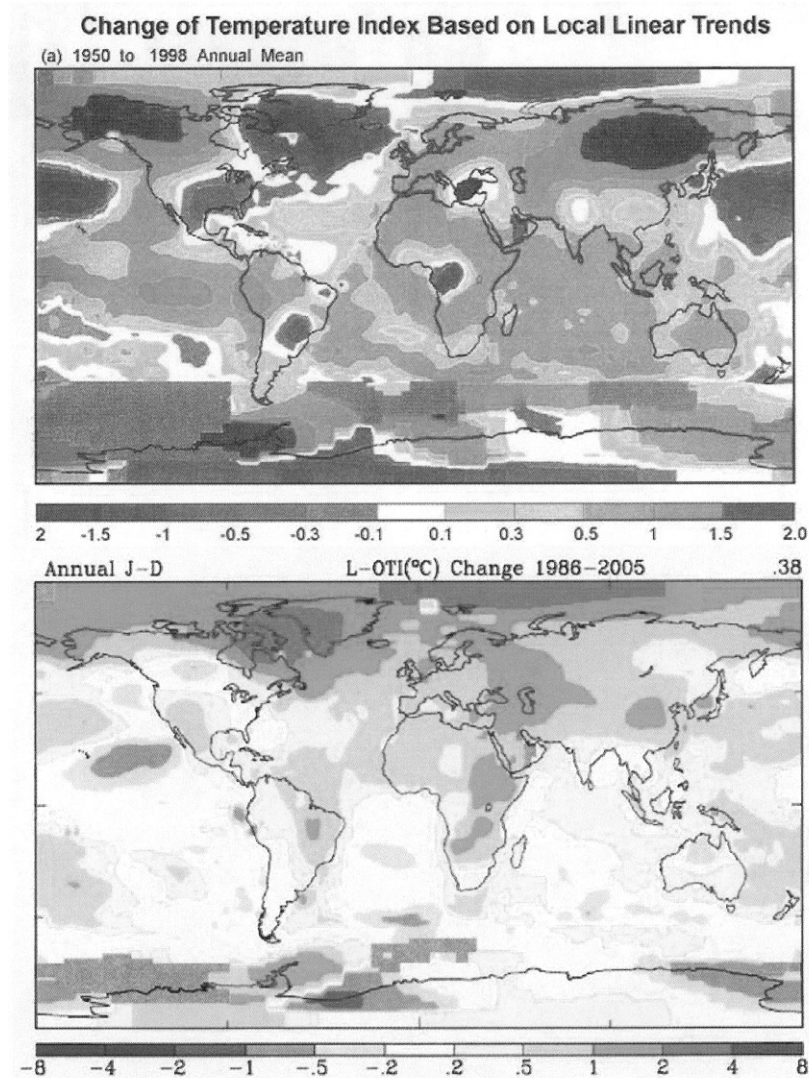 Change of Temperature Index Based on Local Linear Trends
(a) 1950 to 1998 Annual Mean
2 -1.5 -1 -0.5 -0.3 -0.1 0.1 0.3 0.5 1 1.5 2.0
Annual J-D L-OTI(°C) Change 1986-2005 .38
-8 -4 -2 -1 -.5 -.2 .2 .5 1 2 4 8